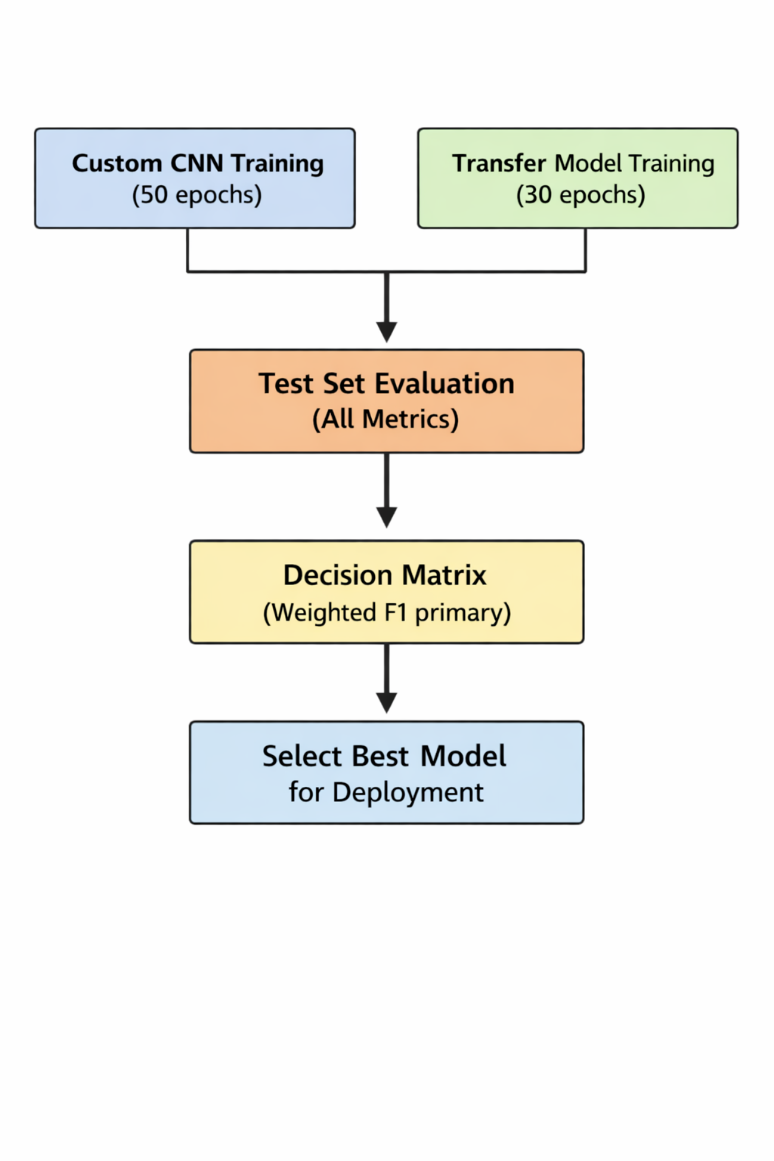 Custom CNN Training
(50 epochs)
Transfer Model Training
(30 epochs)
Test Set Evaluation
(All Metrics)
Decision Matrix
(Weighted F1 primary)
Select Best Model
for Deployment